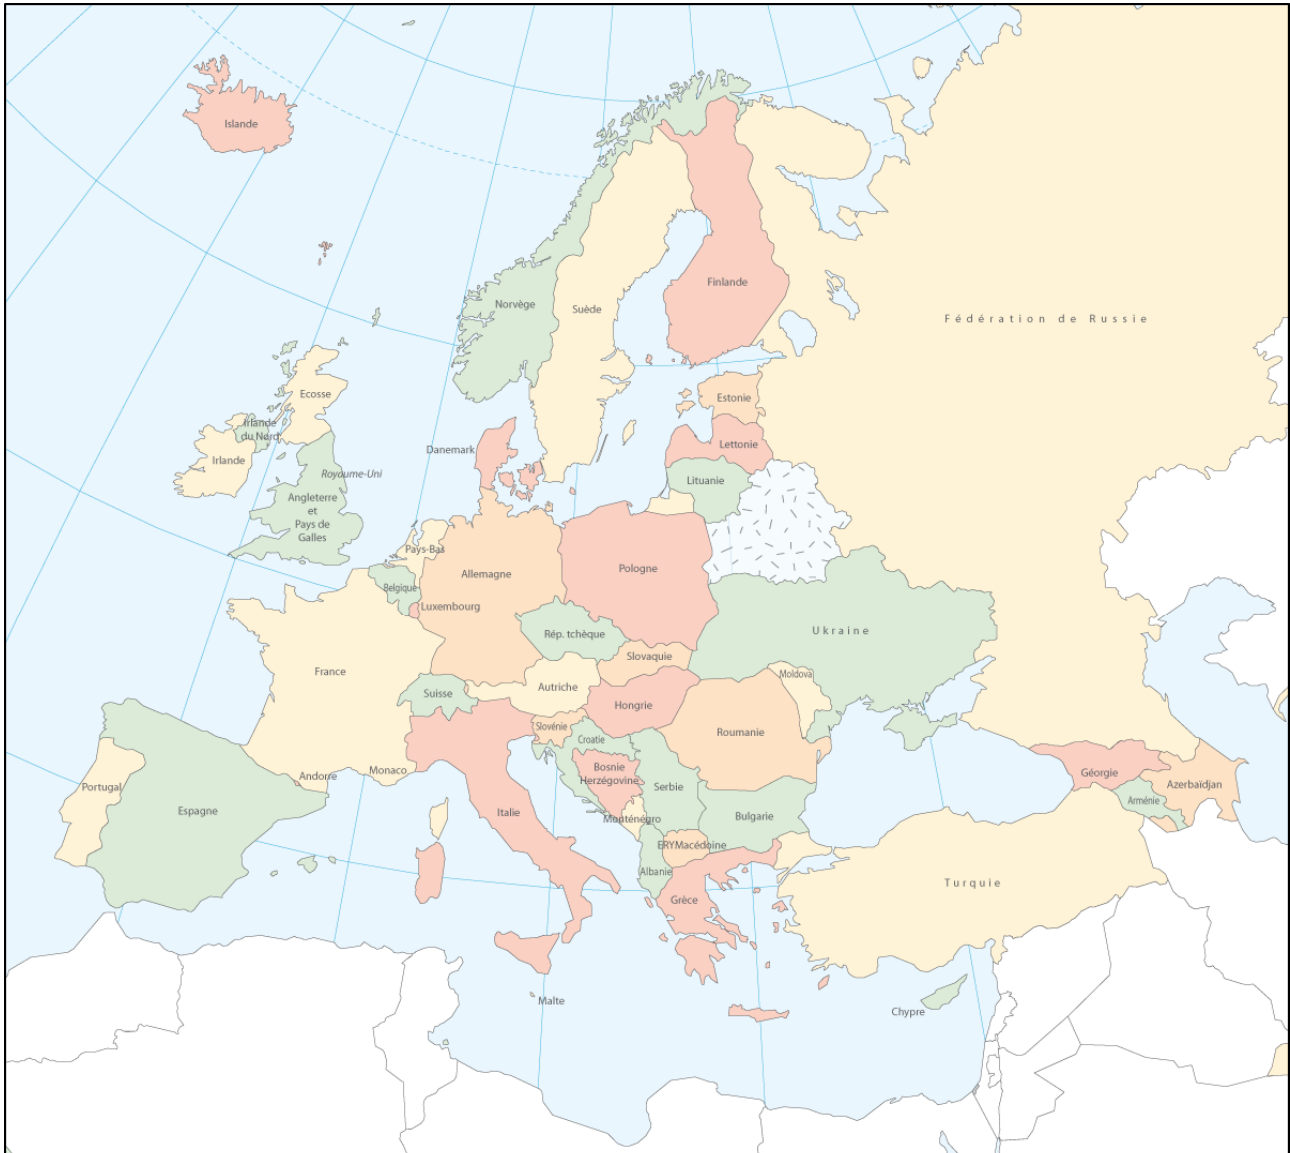 Islande
Norvège
Suède
Finlande
Fédération de Russie
Ecosse
Irlande
du Nord
Irlande
Royaume-Uni
Angleterre
et
Pays de
Galles
Danemark
Estonie
Lettonie
Lituanie
Pays-Bas
Belgique
Luxembourg
Allemagne
Pologne
Rép. tchèque
Slovaquie
Ukraine
France
Suisse
Autriche
Hongrie
Moldova
Slovénie
Croatie
Roumanie
Bosnie
Herzégovine
Serbie
Andorre
Monaco
Portugal
Espagne
Italie
Monténégro
Bulgarie
ERYMacédoine
Albanie
Grèce
Géorgie
Azerbaïdjan
Arménie
Turquie
Malte
Chypre